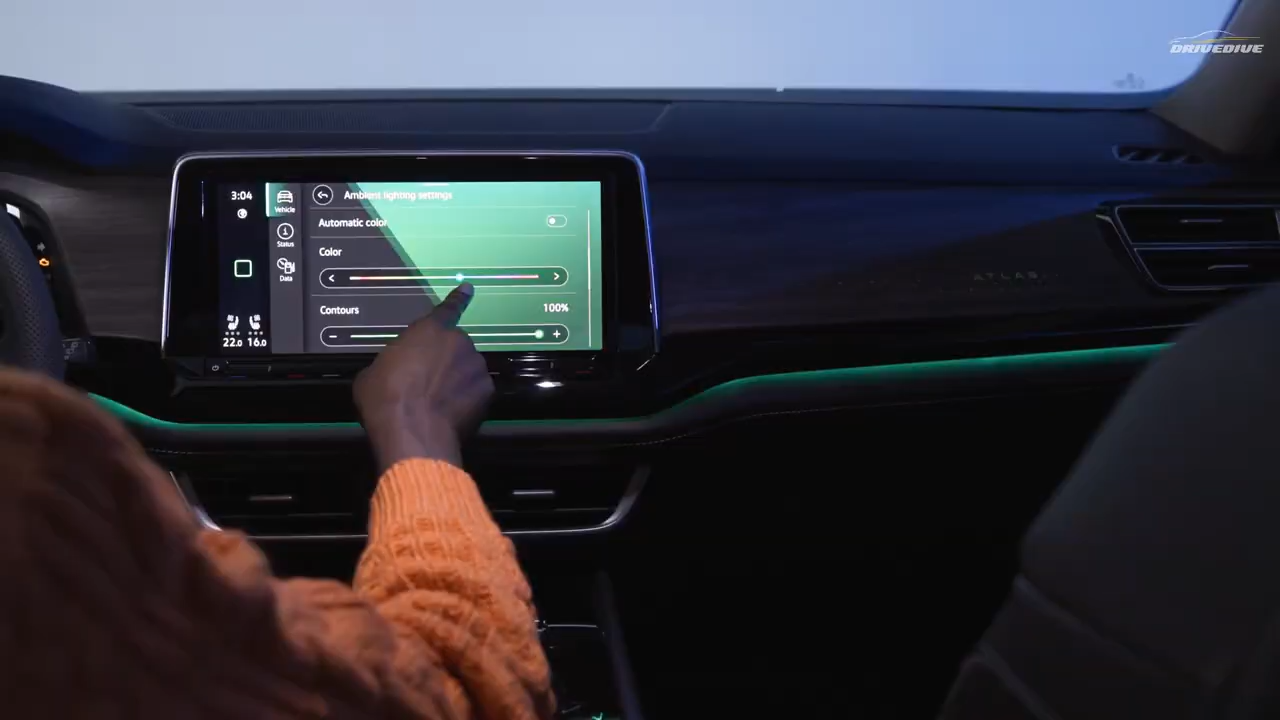 DRIVEDIVE
3:04
Vehicle
Ambient lighting settings
Automatic color
Status
Color
Data
Contours 100%
22.0 16.0
ATLAS